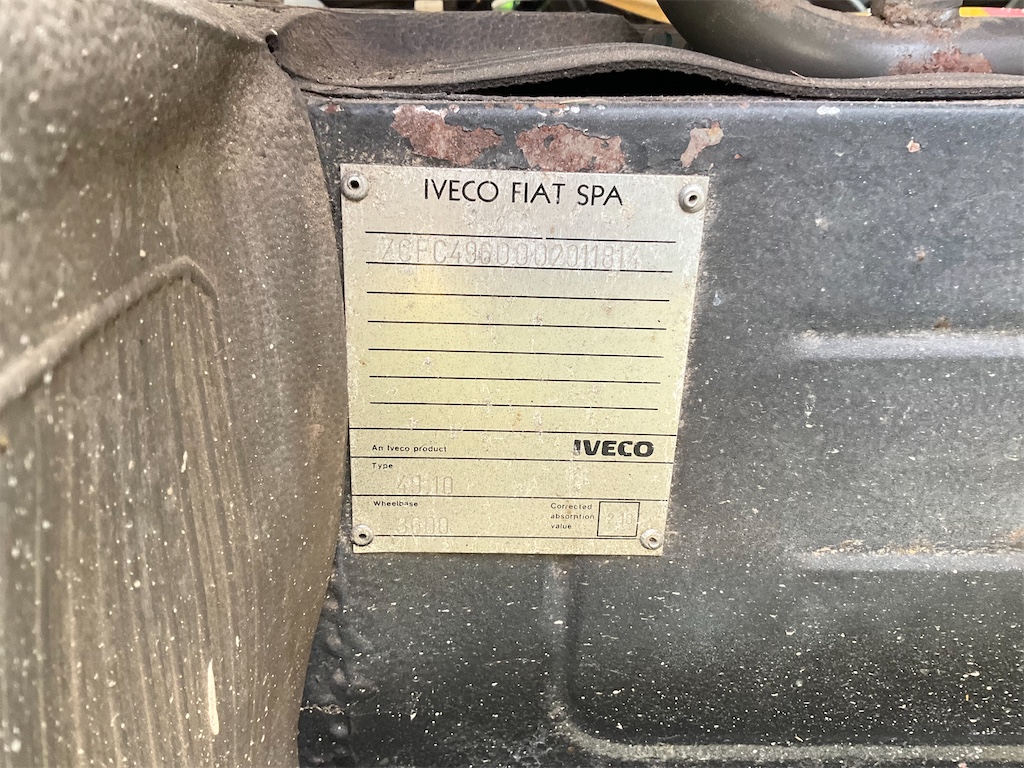 IVECO FIAT SPA
ZCFC4960002011814
An Iveco product IVECO
Type
49.10
Wheelbase
3600
Corrected
absorption
value